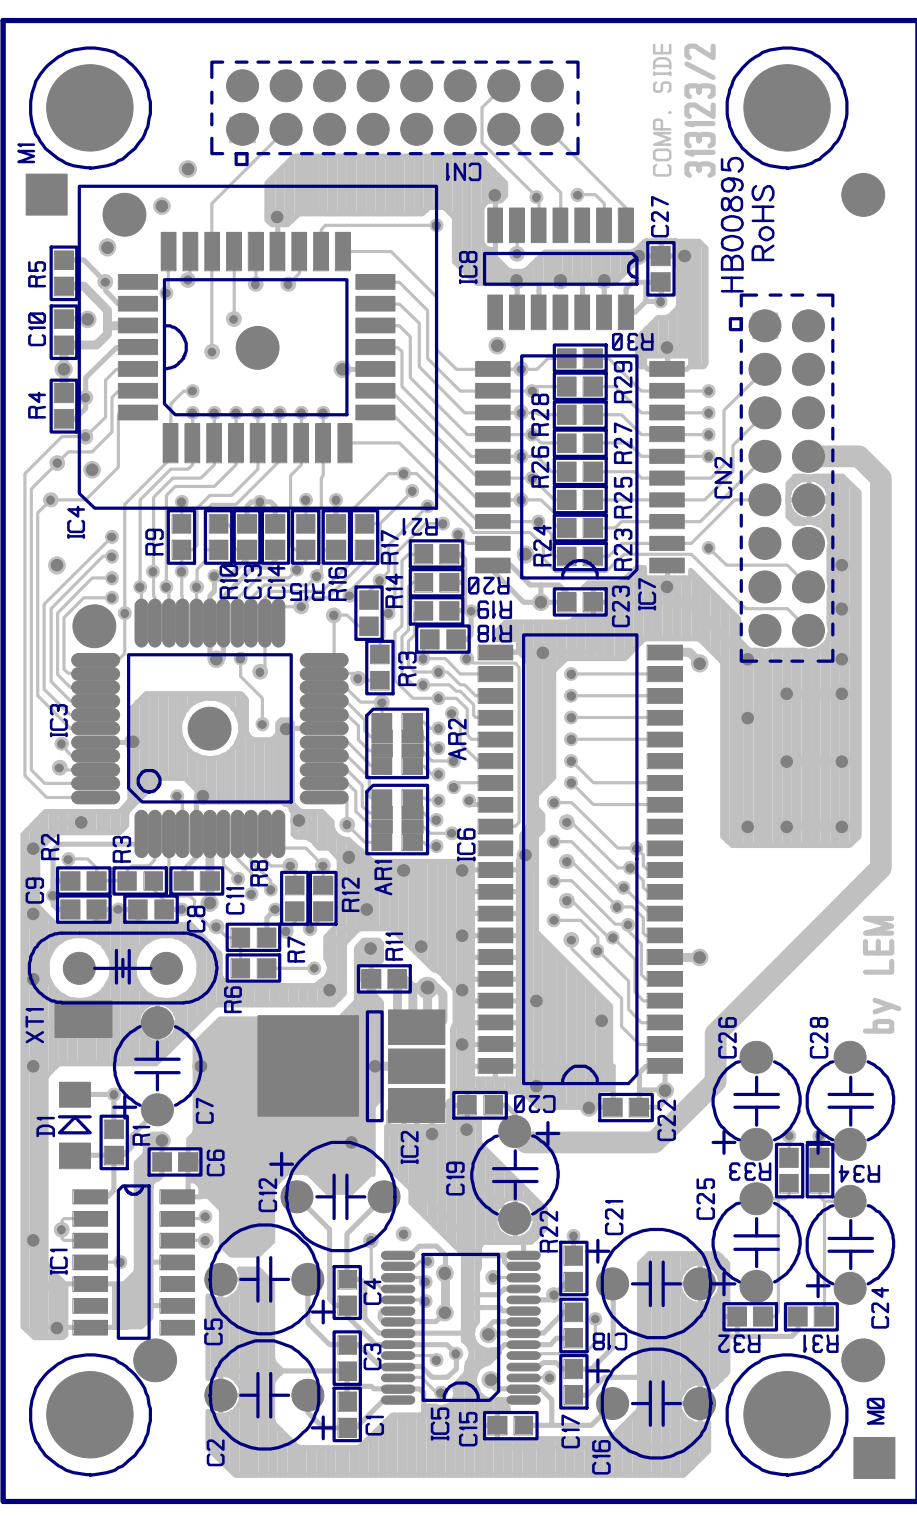 COMP. SIDE
313123/2
HB00895
RoHS
M1
CN1
C27
IC8
R5
C10
R4
R30
R29
R28
R27
R26
R25
R24
R23
CN2
IC4
R9
R10
C13
C14
R15
R16
R17
R21
R14
R20
R19
R18
C23
IC7
R13
IC3
AR2
AR1
IC6
R2
R3
C9
R8
C11
C8
R12
R7
R6
R11
XT1
by LEM
C26
C28
D1
R1
C7
C6
IC2
C20
C22
C12
C19
R33
R34
IC1
C25
R22
C21
C5
C4
C3
C18
C24
R32
R31
C2
C1
IC5
C15
C17
C16
M0